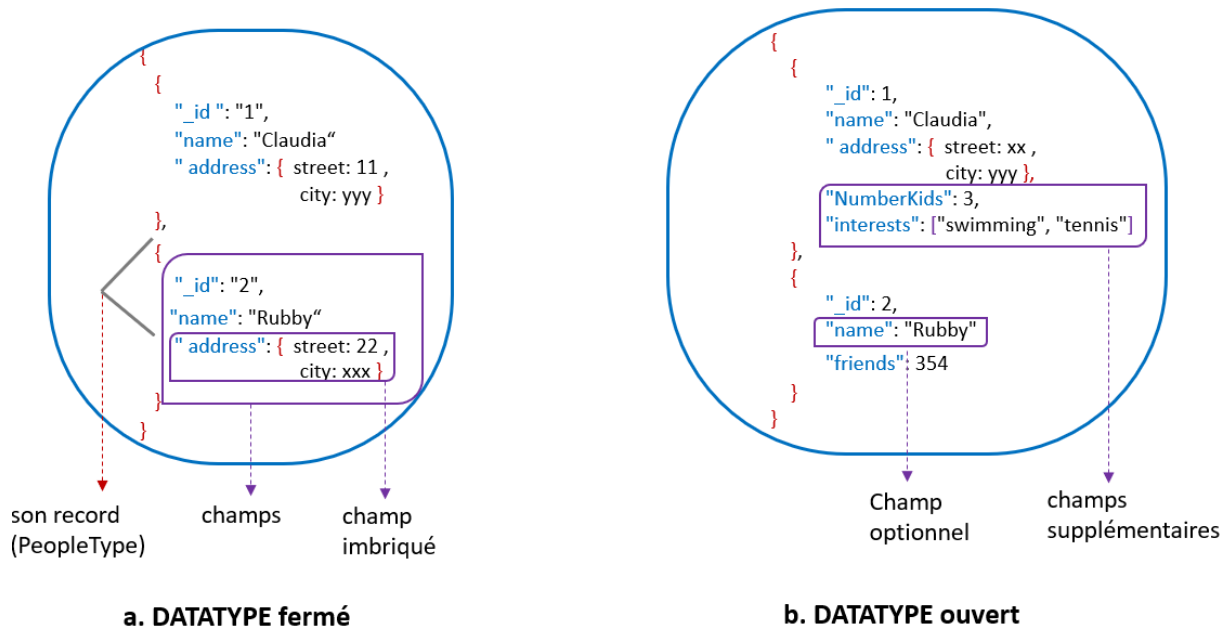 {
{
"_id ": "1",
"name": "Claudia“
" address": { street: 11 ,
city: yyy }
},
{
"_id": "2",
"name": "Rubby“
" address": { street: 22 ,
city: xxx }
}
}
son record
(PeopleType)
champs
champ
imbriqué
a. DATATYPE fermé
{
{
"_id": 1,
"name": "Claudia",
" address": { street: xx ,
city: yyy },
"NumberKids": 3,
"interests": ["swimming", "tennis"]
},
{
"_id": 2,
"name": "Rubby"
"friends": 354
}
}
Champ
optionnel
champs
supplémentaires
b. DATATYPE ouvert